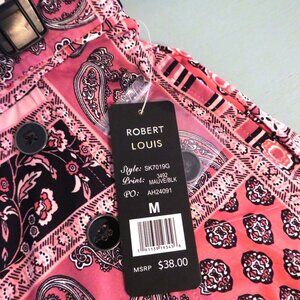 ROBERT
LOUIS
Style: SK7019G
Print: 3492
MAUVE/BLK
PO: AH24091
M
MSRP $38.00